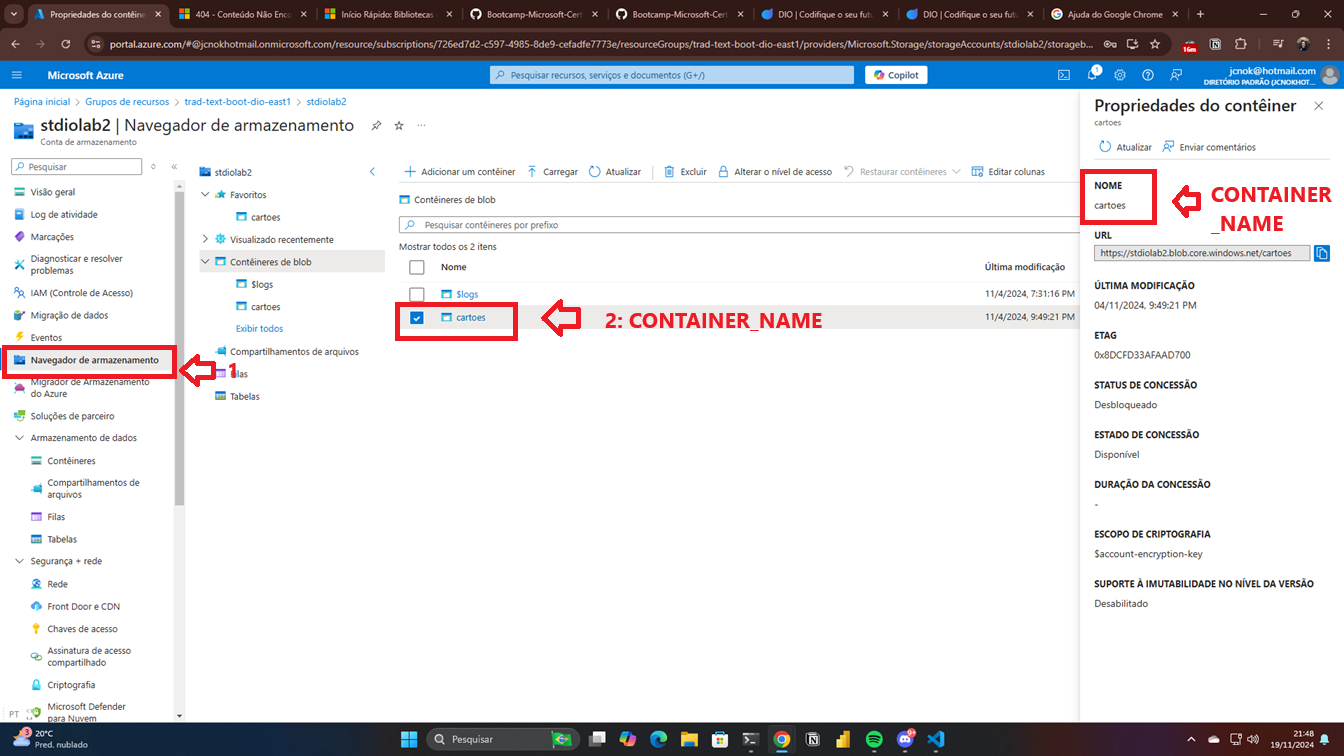 Propriedades do contêine
404 - Conteúdo Não Enco
Início Rápido: Bibliotecas
Bootcamp-Microsoft-Cert
Bootcamp-Microsoft-Cert
DIO | Codifique o seu futu
DIO | Codifique o seu futu
Ajuda do Google Chrome
portal.azure.com/#@jcnokhotmail.onmicrosoft.com/resource/subscriptions/726ed7d2-c597-4985-8de9-cefadfe7773e/resourceGroups/trad-text-boot-dio-east1/providers/Microsoft.Storage/storageAccounts/stdiolab2/storageb...
16m
Microsoft Azure
Pesquisar recursos, serviços e documentos (G+/)
Copilot
1
jcnok@hotmail.com
DIRETÓRIO PADRÃO (JCNOKHOT...
Página inicial > Grupos de recursos > trad-text-boot-dio-east1 > stdiolab2
stdiolab2 | Navegador de armazenamento
Conta de armazenamento
Pesquisar
Visão geral
Log de atividade
Marcações
Diagnosticar e resolver
problemas
IAM (Controle de Acesso)
Migração de dados
Eventos
Navegador de armazenamento
1
Migrador de Armazenamento
do Azure
Soluções de parceiro
Armazenamento de dados
Contêineres
Compartilhamentos de
arquivos
Filas
Tabelas
Segurança + rede
Rede
Front Door e CDN
Chaves de acesso
Assinatura de acesso
compartilhado
Criptografia
Microsoft Defender
para Nuvem
stdiolab2
Favoritos
cartoes
Visualizado recentemente
Contêineres de blob
$logs
cartoes
Exibir todos
Compartilhamentos de arquivos
Filas
Tabelas
Adicionar um contêiner
Carregar
Atualizar
Excluir
Alterar o nível de acesso
Restaurar contêineres
Editar colunas
Contêineres de blob
Pesquisar contêineres por prefixo
Mostrar todos os 2 itens
Nome
Última modificação
$logs
11/4/2024, 7:31:16 PM
cartoes
11/4/2024, 9:49:21 PM
2: CONTAINER_NAME
Propriedades do contêiner
cartoes
Atualizar
Enviar comentários
NOME
cartoes
CONTAINER
_NAME
URL
https://stdiolab2.blob.core.windows.net/cartoes
ÚLTIMA MODIFICAÇÃO
04/11/2024, 9:49:21 PM
ETAG
0x8DCFD33AFAAD700
STATUS DE CONCESSÃO
Desbloqueado
ESTADO DE CONCESSÃO
Disponível
DURAÇÃO DA CONCESSÃO
-
ESCOPO DE CRIPTOGRAFIA
$account-encryption-key
SUPORTE À IMUTABILIDADE NO NÍVEL DA VERSÃO
Desabilitado
PT
3
20°C
Pred. nublado
Pesquisar
21:48
19/11/2024